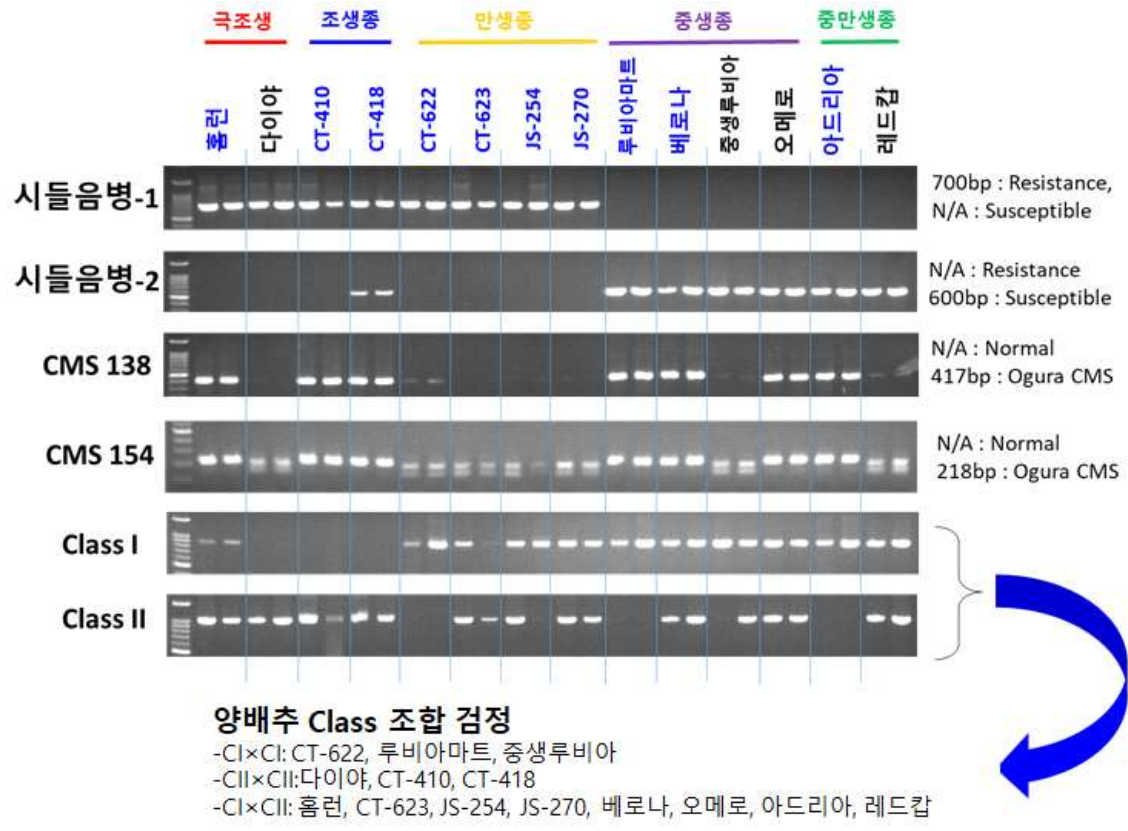 극조생 조생종 만생종 중생종 중만생종
홈런 다이야 CT-410 CT-418 CT-622 CT-623 JS-254 JS-270 루비아마트 베로나 중생루비아 오메로 아드리아 레드캅
시들음병-1
700bp : Resistance,
N/A : Susceptible
시들음병-2
N/A : Resistance
600bp : Susceptible
CMS 138
N/A : Normal
417bp : Ogura CMS
CMS 154
N/A : Normal
218bp : Ogura CMS
Class I
Class II
양배추 Class 조합 검정
-CI×CI: CT-622, 루비아마트, 중생루비아
-CII×CII:다이야, CT-410, CT-418
-CI×CII: 홈런, CT-623, JS-254, JS-270, 베로나, 오메로, 아드리아, 레드캅